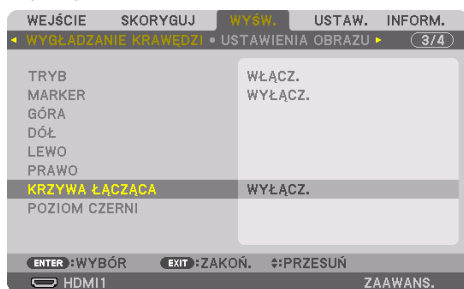 WEJŚCIE SKORYGUJ WYŚW. USTAW. INFORM.
WYGŁADZANIE KRAWĘDZI • USTAWIENIA OBRAZU 3/4
TRYB WŁĄCZ.
MARKER WYŁĄCZ.
GÓRA
DÓŁ
LEWO
PRAWO
KRZYWA ŁĄCZĄCA WYŁĄCZ.
POZIOM CZERNI
ENTER :WYBÓR EXIT :ZAKOŃ. :PRZESUŃ
HDMI1 ZAAWANS.